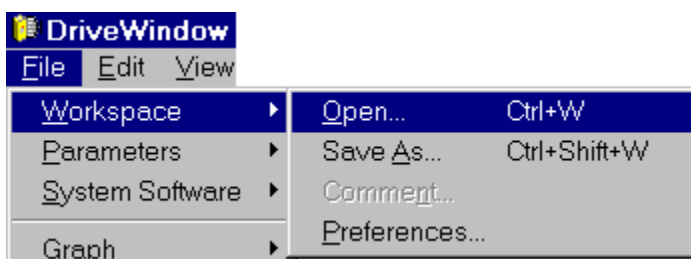 DriveWindow
File Edit View
Workspace Open... Ctrl+W
Parameters Save As... Ctrl+Shift+W
System Software Comment...
Preferences...
Graph